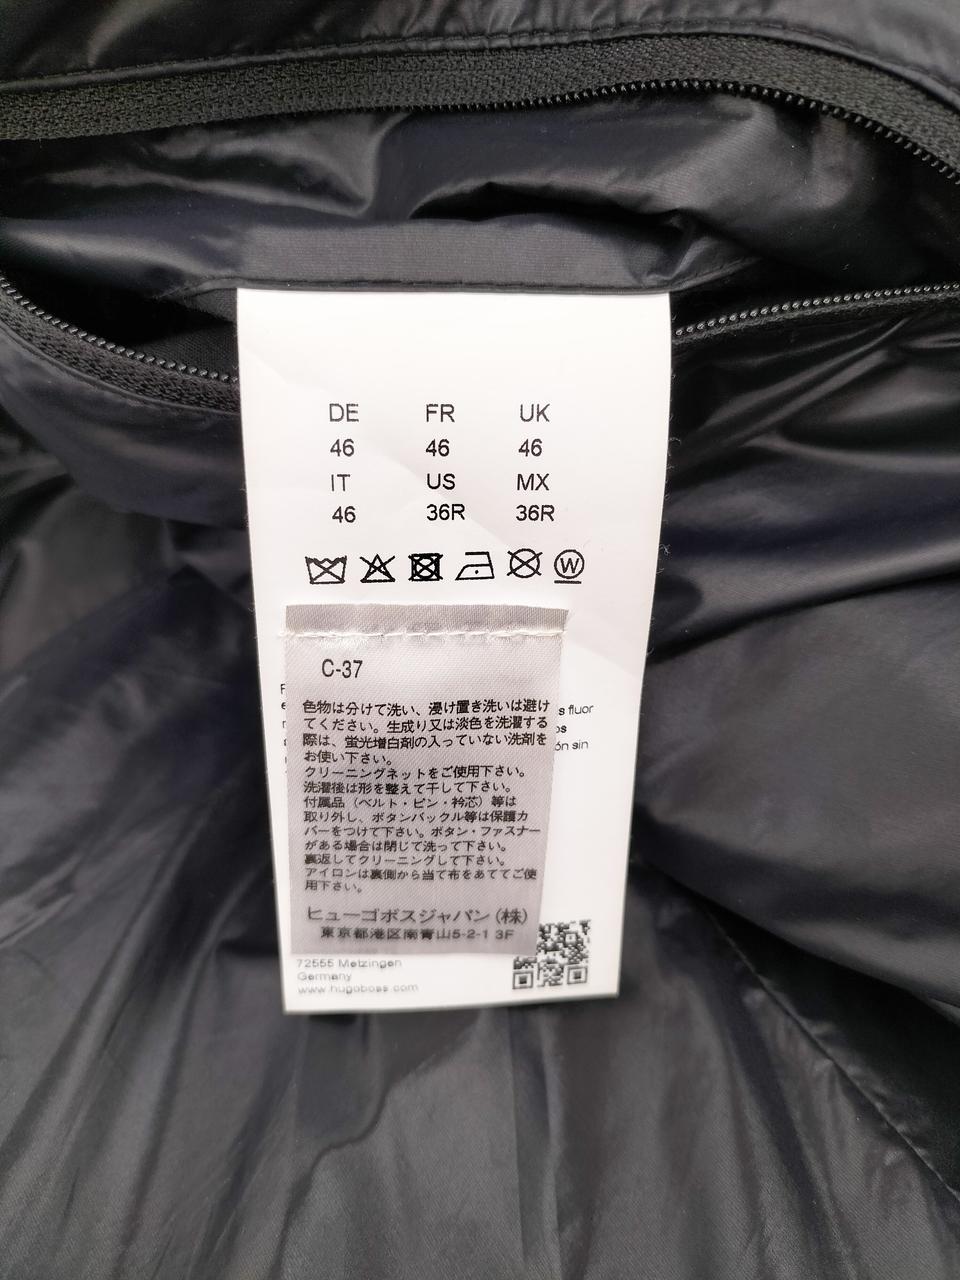 DE FR UK
46 46 46
IT US MX
46 36R 36R
W
C-37
色物は分けて洗い、浸け置き洗いは避け
てください。生成り又は淡色を洗濯する
際は、蛍光増白剤の入っていない洗剤を
お使い下さい。
クリーニングネットをご使用下さい。
洗濯後は形を整えて干して下さい。
付属品（ベルト・ピン・衿芯）等は
取り外し、ボタンバックル等は保護カ
バーをつけて下さい。ボタン・ファスナー
がある場合は閉じて洗って下さい。
裏返してクリーニングして下さい。
アイロンは裏側から当て布をあててご使
用下さい。
fluor
ón sin
ヒューゴボスジャパン（株）
東京都港区南青山5-2-1 3F
72555 Metzingen
Germany
www.hugoboss.com